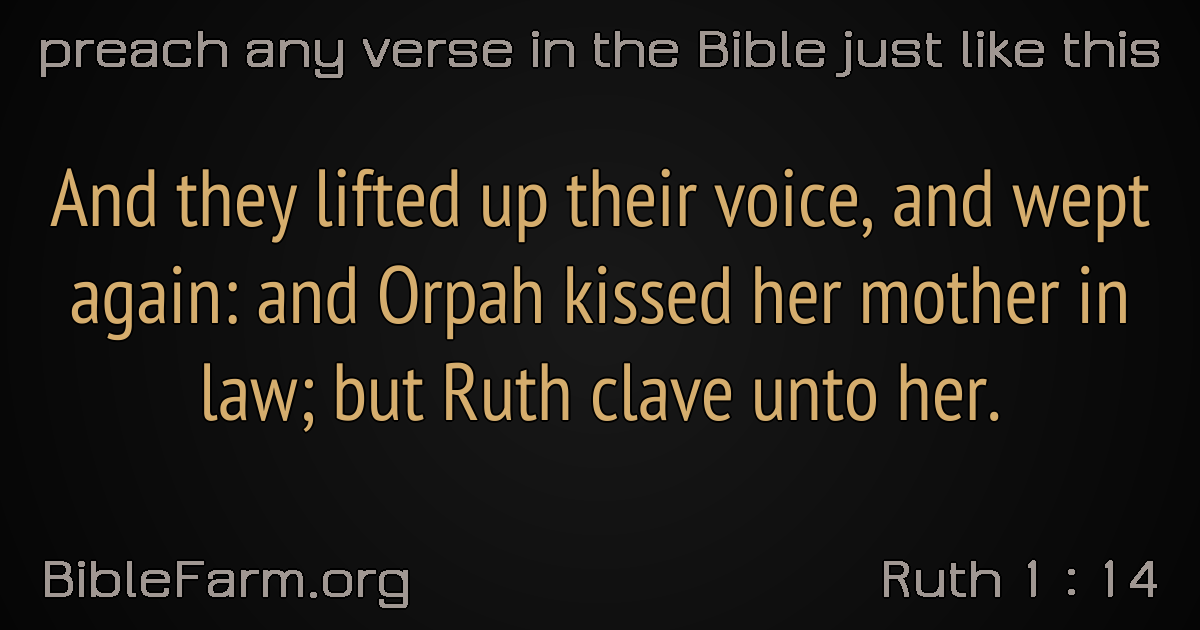 preach any verse in the Bible just like this
And they lifted up their voice, and wept
again: and Orpah kissed her mother in
law; but Ruth clave unto her.
BibleFarm.org
Ruth 1 : 14